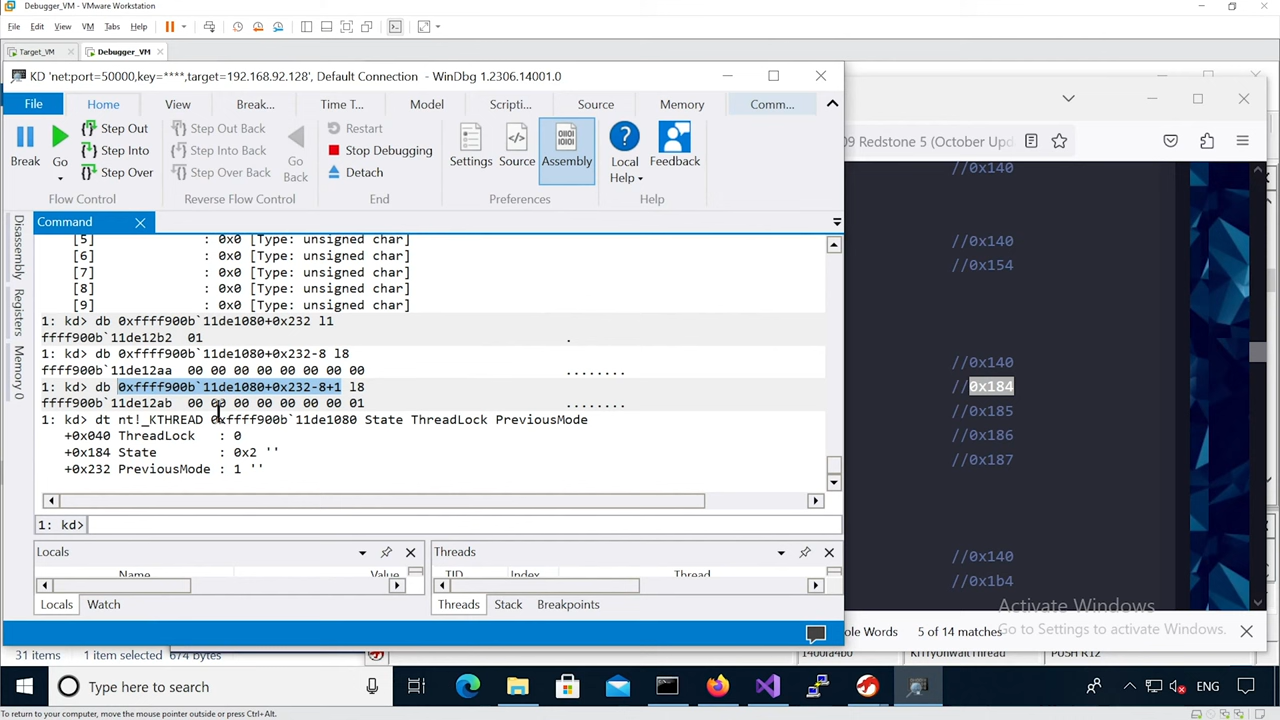 Debugger_VM - VMware Workstation
File Edit View VM Tabs Help
Target_VM Debugger_VM
KD 'net:port=50000,key=****,target=192.168.92.128', Default Connection - WinDbg 1.2306.14001.0
File Home View Break... Time T... Model Scripti... Source Memory Comm...
Break
Go
Step Out
Step Into
Step Over
Flow Control
Step Out Back
Step Into Back
Step Over Back
Go Back
Reverse Flow Control
Restart
Stop Debugging
Detach
End
Settings Source Assembly
Preferences
Local Help
Feedback
Help
Command
Disassembly
Registers
Memory 0
[5] : 0x0 [Type: unsigned char]
[6] : 0x0 [Type: unsigned char]
[7] : 0x0 [Type: unsigned char]
[8] : 0x0 [Type: unsigned char]
[9] : 0x0 [Type: unsigned char]
1: kd> db 0xffff900b`11de1080+0x232 l1
ffff900b`11de12b2  01 .
1: kd> db 0xffff900b`11de1080+0x232-8 l8
ffff900b`11de12aa  00 00 00 00 00 00 00 00 ........
1: kd> db 0xffff900b`11de1080+0x232-8+1 l8
ffff900b`11de12ab  00 00 00 00 00 00 00 01 ........
1: kd> dt nt!_KTHREAD 0xffff900b`11de1080 State ThreadLock PreviousMode
+0x040 ThreadLock : 0
+0x184 State : 0x2 ''
+0x232 PreviousMode : 1 ''
1: kd>
Locals
Name Value
Locals Watch
Threads
TID Index Thread
Threads Stack Breakpoints
09 Redstone 5 (October Upd
//0x140
//0x140
//0x154
//0x140
//0x184
//0x185
//0x186
//0x187
//0x140
//0x1b4
Activate Windows
Go to Settings to activate Windows.
ole Words 5 of 14 matches
31 items 1 item selected 674 bytes
1400fa4b0 KiTryUnwaitThread PUSH R12
Type here to search
ENG
To return to your computer, move the mouse pointer outside or press Ctrl+Alt.